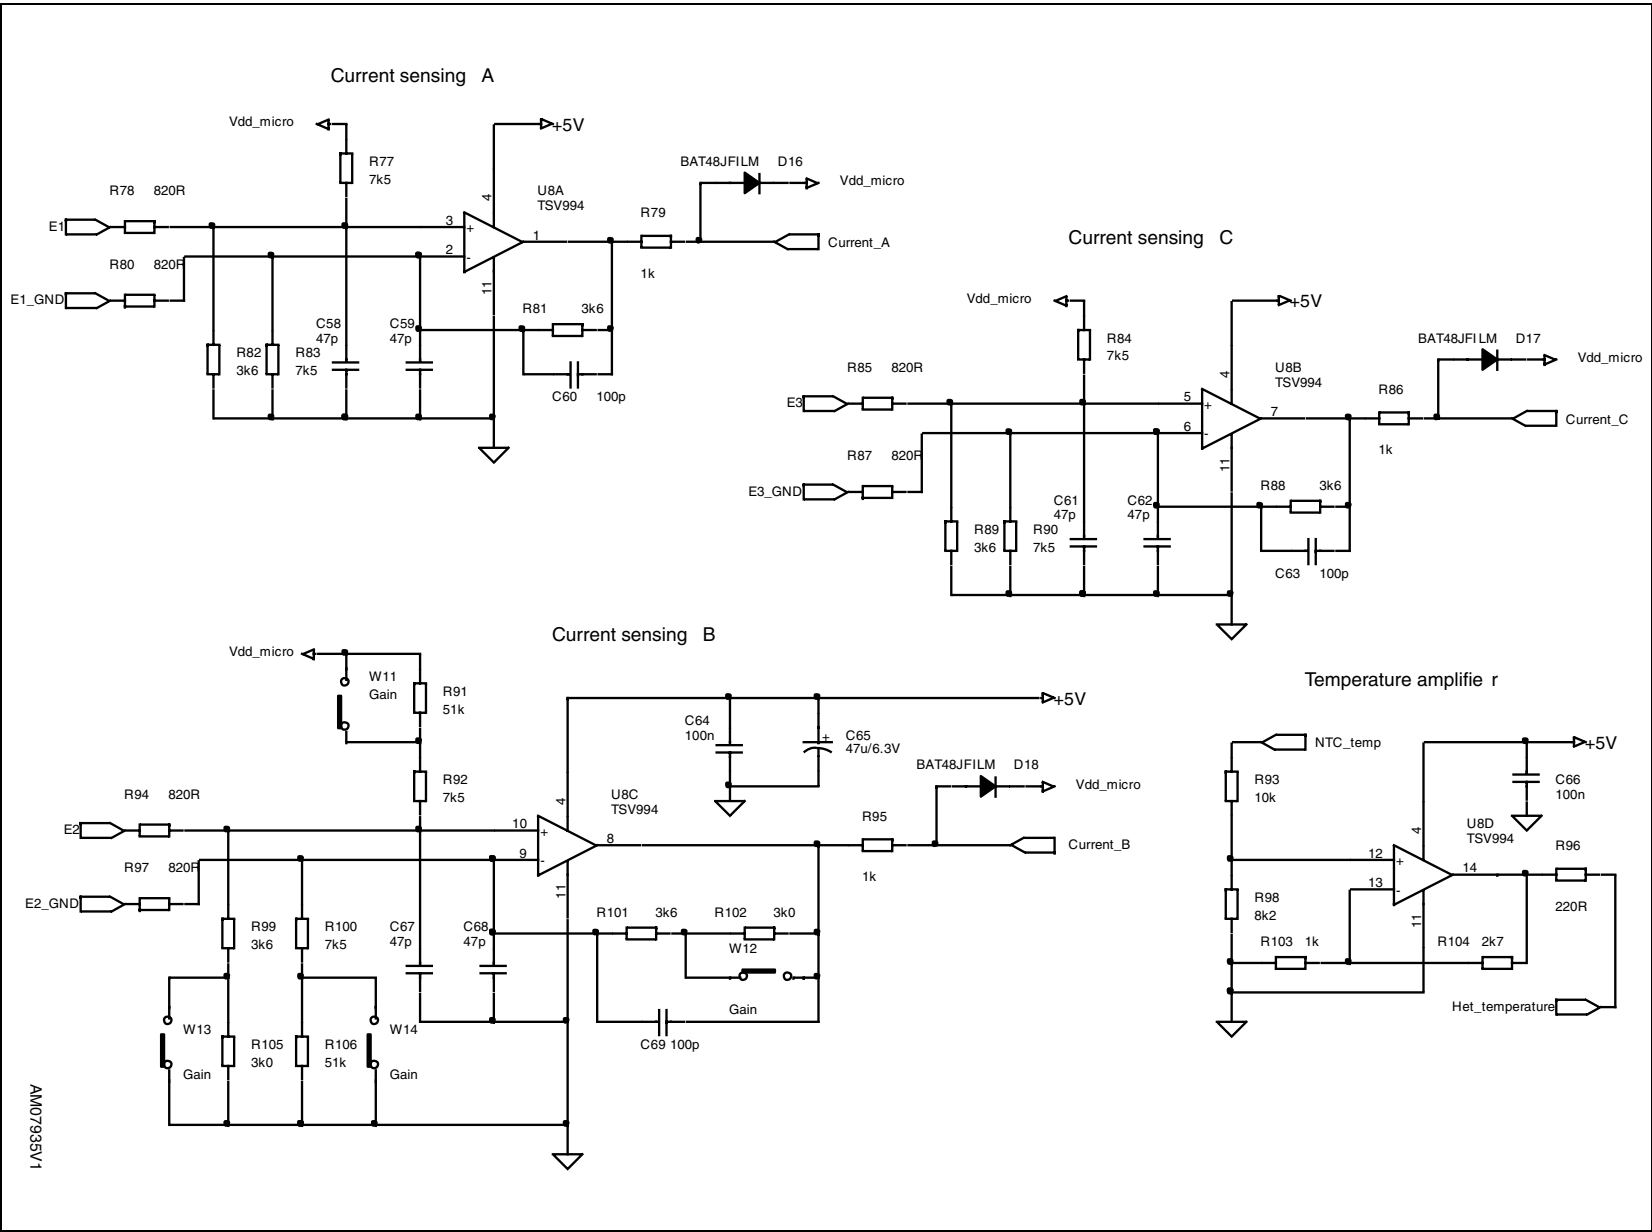 Current sensing A
Vdd_micro
+5V
R77
7k5
R78 820R
E1
R80 820R
E1_GND
3
2
+
-
4
11
1
U8A
TSV994
R79
1k
BAT48JFILM D16
Vdd_micro
Current_A
R81 3k6
C60 100p
C58
47p
C59
47p
R82
3k6
R83
7k5
Current sensing C
Vdd_micro
+5V
R84
7k5
R85 820R
E3
R87 820R
E3_GND
5
6
+
-
4
11
7
U8B
TSV994
R86
1k
BAT48JFILM D17
Vdd_micro
Current_C
R88 3k6
C63 100p
C61
47p
C62
47p
R89
3k6
R90
7k5
Current sensing B
Vdd_micro
W11
Gain
R91
51k
R92
7k5
+5V
C64
100n
+
C65
47u/6.3V
R94 820R
E2
R97 820R
E2_GND
10
9
+
-
4
11
8
U8C
TSV994
R95
1k
BAT48JFILM D18
Vdd_micro
Current_B
R101 3k6
R102 3k0
W12
Gain
C69 100p
R99
3k6
R100
7k5
C67
47p
C68
47p
W13
Gain
R105
3k0
R106
51k
W14
Gain
Temperature amplifie r
NTC_temp
+5V
R93
10k
C66
100n
U8D
TSV994
12
13
+
-
4
11
14
R96
220R
R98
8k2
R103 1k
R104 2k7
Het_temperature
AM07935V1